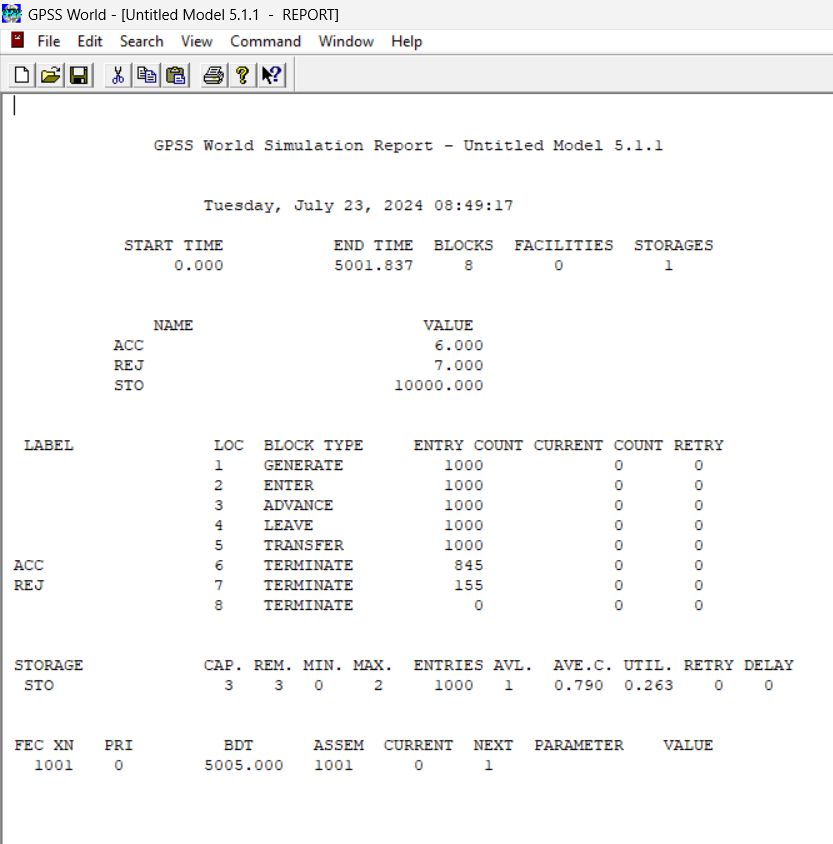 GPSS World - [Untitled Model 5.1.1 - REPORT]
File Edit Search View Command Window Help
GPSS World Simulation Report - Untitled Model 5.1.1
Tuesday, July 23, 2024 08:49:17
START TIME END TIME BLOCKS FACILITIES STORAGES
0.000 5001.837 8 0 1
NAME VALUE
ACC 6.000
REJ 7.000
STO 10000.000
LABEL LOC BLOCK TYPE ENTRY COUNT CURRENT COUNT RETRY
1 GENERATE 1000 0 0
2 ENTER 1000 0 0
3 ADVANCE 1000 0 0
4 LEAVE 1000 0 0
5 TRANSFER 1000 0 0
ACC 6 TERMINATE 845 0 0
REJ 7 TERMINATE 155 0 0
8 TERMINATE 0 0 0
STORAGE CAP. REM. MIN. MAX. ENTRIES AVL. AVE.C. UTIL. RETRY DELAY
STO 3 3 0 2 1000 1 0.790 0.263 0 0
FEC XN PRI BDT ASSEM CURRENT NEXT PARAMETER VALUE
1001 0 5005.000 1001 0 1